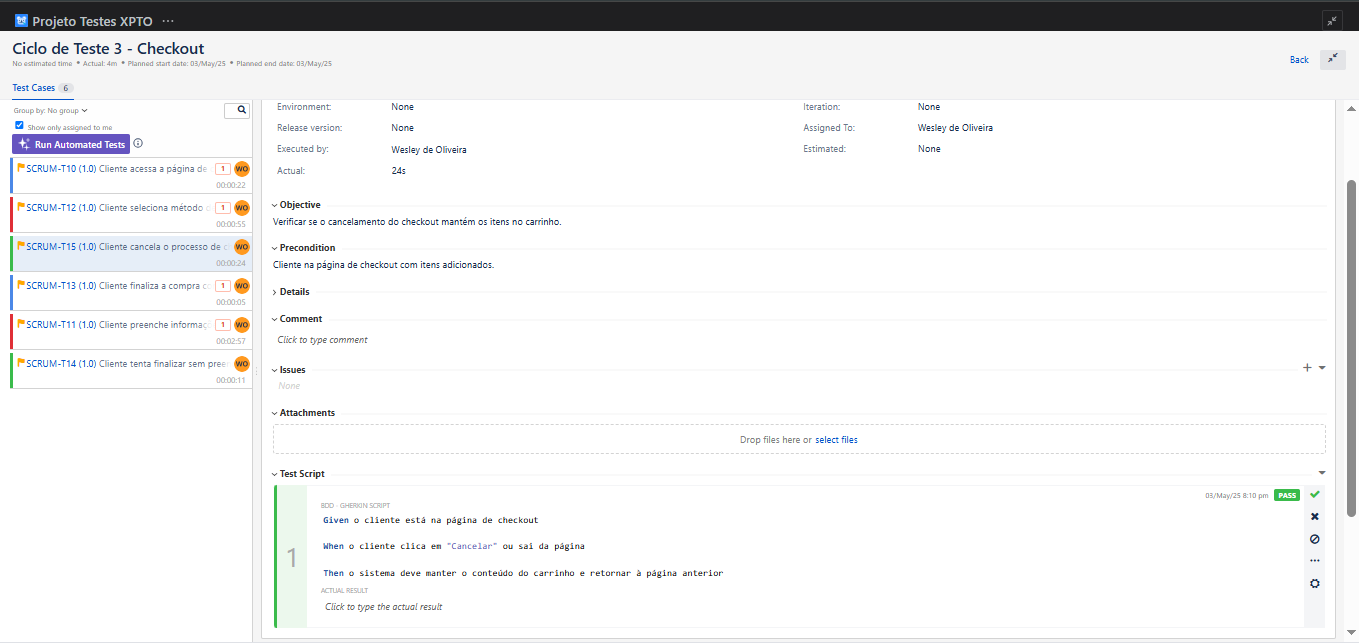 Projeto Testes XPTO ...
Ciclo de Teste 3 - Checkout
No estimated time • Actual: 4m • Planned start date: 03/May/25 • Planned end date: 03/May/25
Back
Test Cases 6
Group by: No group
Show only assigned to me
Run Automated Tests
SCRUM-T10 (1.0) Cliente acessa a página de 1 WO
00:00:22
SCRUM-T12 (1.0) Cliente seleciona método 1 WO
00:00:55
SCRUM-T15 (1.0) Cliente cancela o processo de WO
00:00:24
SCRUM-T13 (1.0) Cliente finaliza a compra 1 WO
00:00:05
SCRUM-T11 (1.0) Cliente preenche informaç 1 WO
00:02:57
SCRUM-T14 (1.0) Cliente tenta finalizar sem pree WO
00:00:11
Environment: None Iteration: None
Release version: None Assigned To: Wesley de Oliveira
Executed by: Wesley de Oliveira Estimated: None
Actual: 24s
Objective
Verificar se o cancelamento do checkout mantém os itens no carrinho.
Precondition
Cliente na página de checkout com itens adicionados.
Details
Comment
Click to type comment
Issues
None
Attachments
Drop files here or select files
Test Script
03/May/25 8:10 pm PASS
1
BDD - GHERKIN SCRIPT
Given o cliente está na página de checkout
When o cliente clica em "Cancelar" ou sai da página
Then o sistema deve manter o conteúdo do carrinho e retornar à página anterior
ACTUAL RESULT
Click to type the actual result